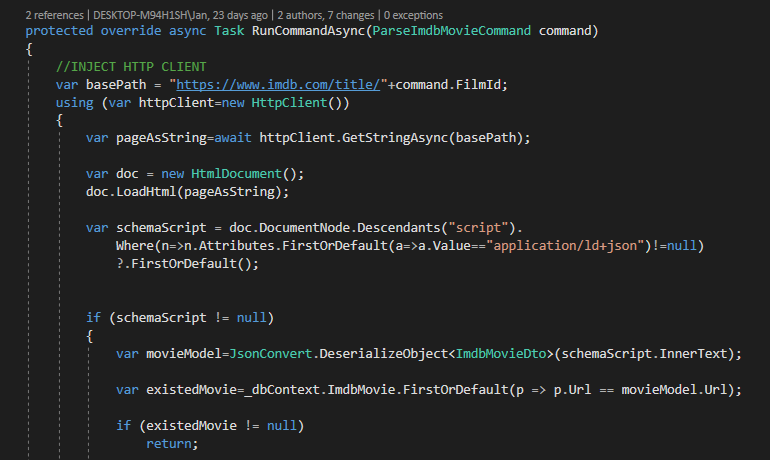 2 references | DESKTOP-M94H1SH\Jan, 23 days ago | 2 authors, 7 changes | 0 exceptions
protected override async Task RunCommandAsync(ParseImdbMovieCommand command)
{
//INJECT HTTP CLIENT
var basePath = "https://www.imdb.com/title/"+command.FilmId;
using (var httpClient=new HttpClient())
{
var pageAsString=await httpClient.GetStringAsync(basePath);
var doc = new HtmlDocument();
doc.LoadHtml(pageAsString);
var schemaScript = doc.DocumentNode.Descendants("script").
Where(n=>n.Attributes.FirstOrDefault(a=>a.Value=="application/ld+json")!=null)
?.FirstOrDefault();
if (schemaScript != null)
{
var movieModel=JsonConvert.DeserializeObject<ImdbMovieDto>(schemaScript.InnerText);
var existedMovie=_dbContext.ImdbMovie.FirstOrDefault(p => p.Url == movieModel.Url);
if (existedMovie != null)
return;